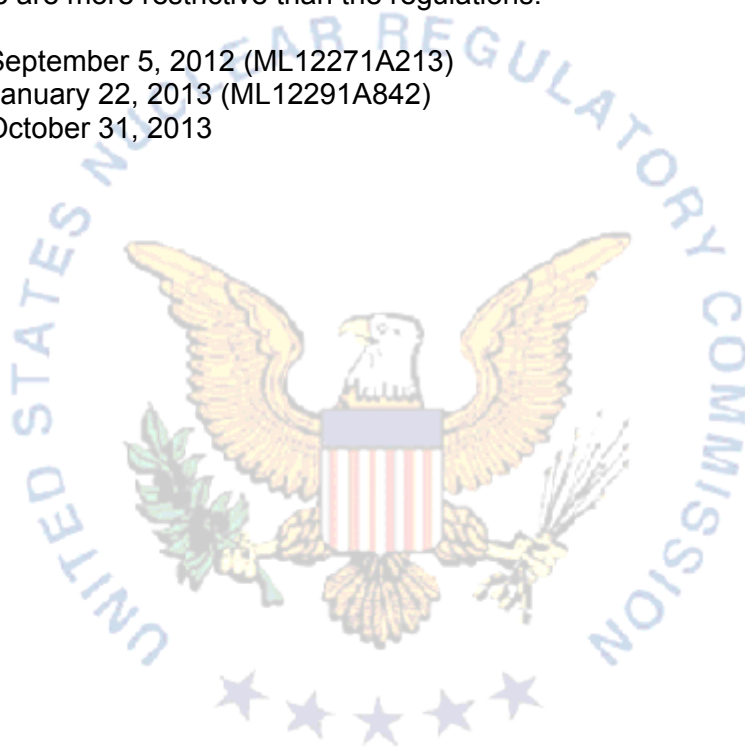 s are more restrictive than the regulations.
September 5, 2012 (ML12271A213)
January 22, 2013 (ML12291A842)
October 31, 2013
UNITED STATES NUCLEAR REGULATORY COMMISSION